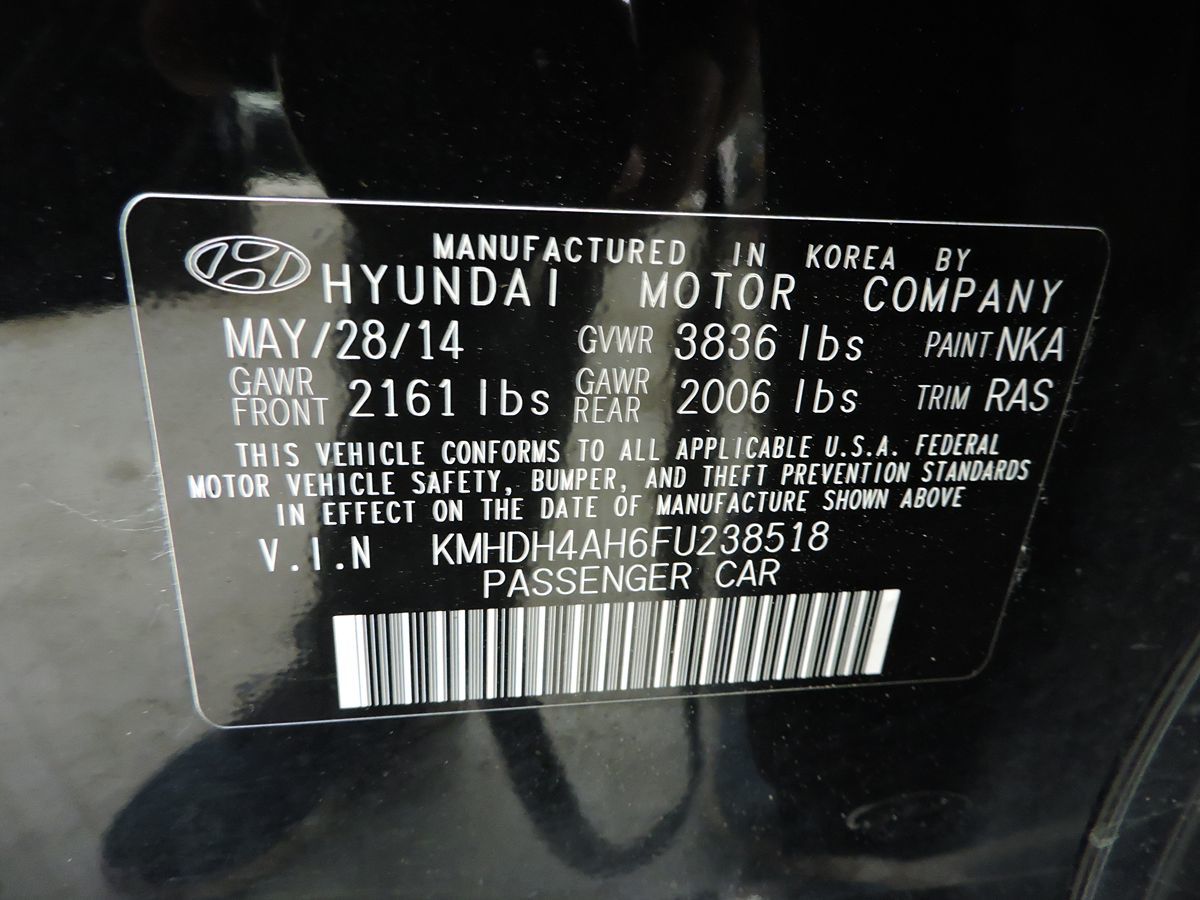 MANUFACTURED IN KOREA BY
HYUNDAI MOTOR COMPANY
MAY/28/14 GVWR 3836 lbs PAINT NKA
GAWR FRONT 2161 lbs GAWR REAR 2006 lbs TRIM RAS
THIS VEHICLE CONFORMS TO ALL APPLICABLE U.S.A. FEDERAL
MOTOR VEHICLE SAFETY, BUMPER, AND THEFT PREVENTION STANDARDS
IN EFFECT ON THE DATE OF MANUFACTURE SHOWN ABOVE
V.I.N KMHDH4AH6FU238518
PASSENGER CAR